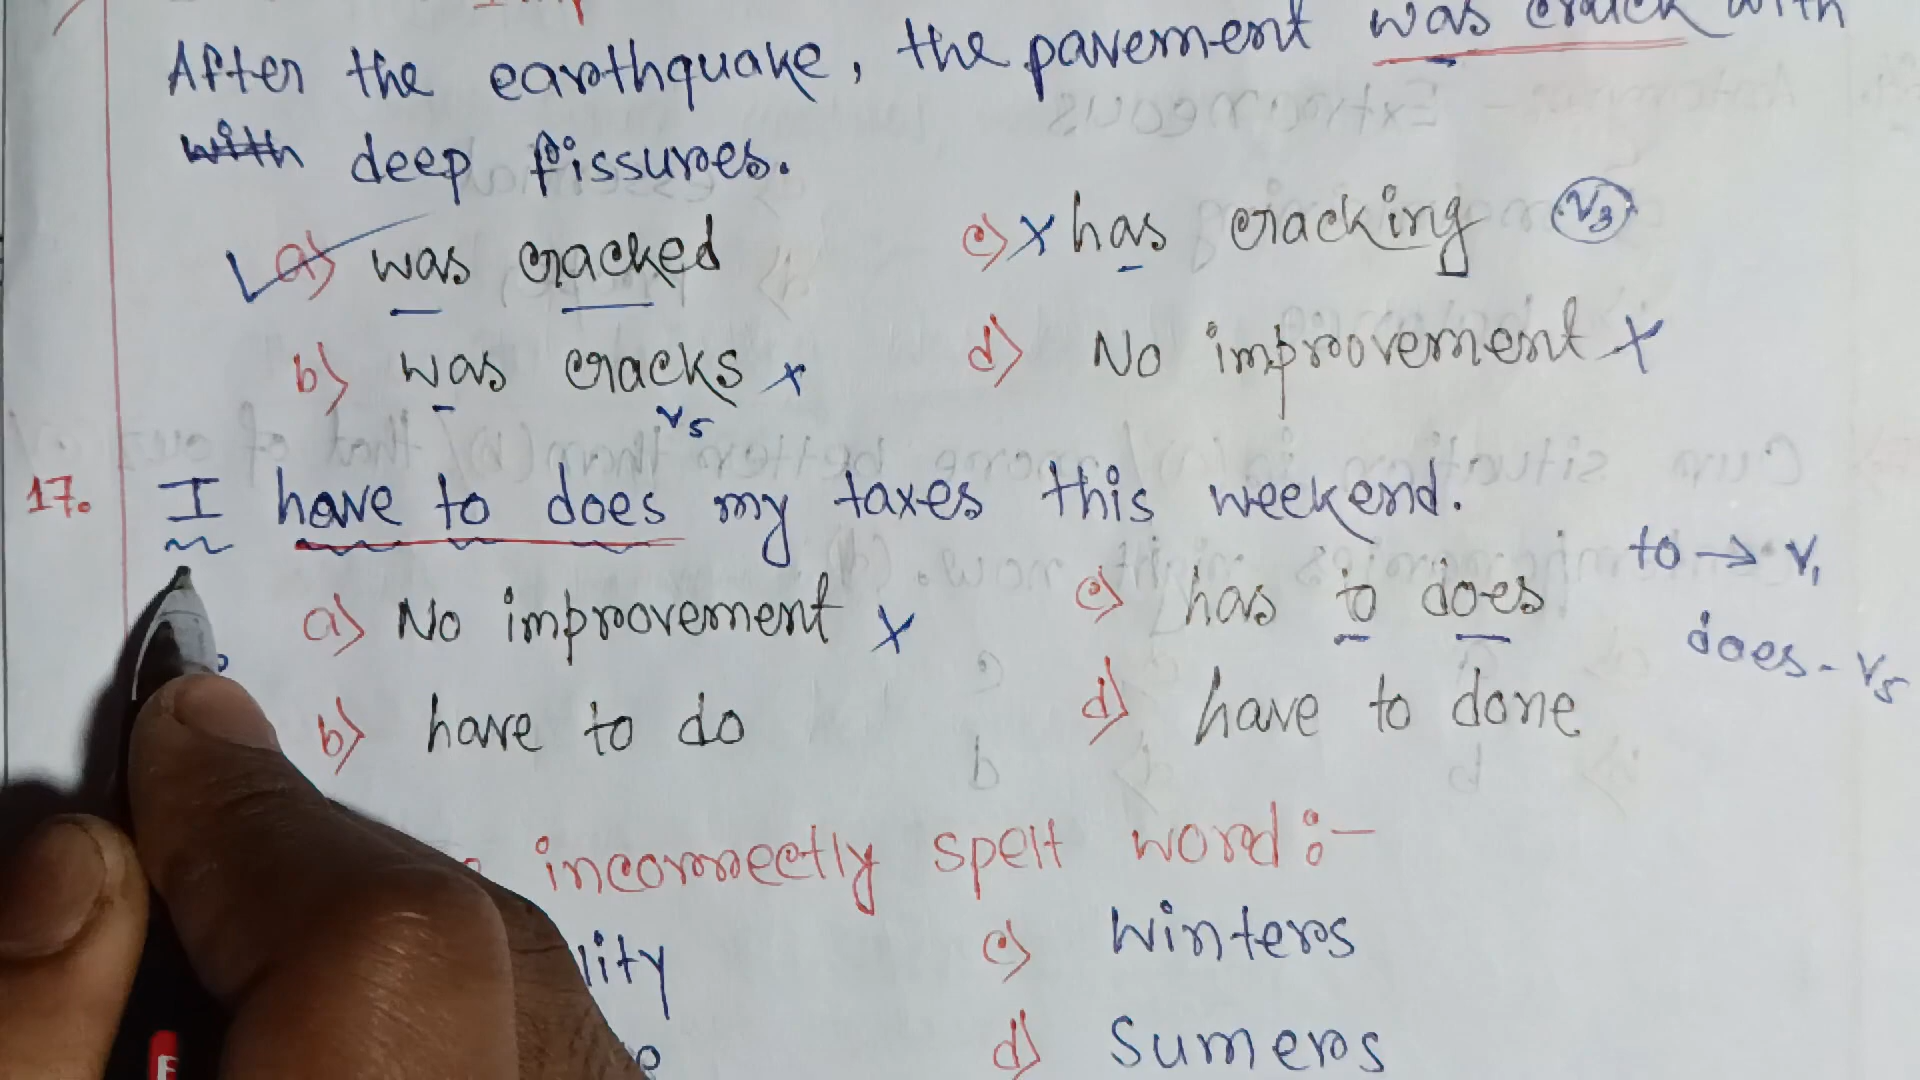 After the earthquake, the pavement was crack with
with deep fissures.
a) was cracked
c) x has cracking V3
b) was cracks x
V5
d) No improvement x
17. I have to does my taxes this weekend.
to → V1
does - V5
a) No improvement x
c) has to does
b) have to do
d) have to done
incorrectly spelt word :-
lity
c) Winters
d) Sumers